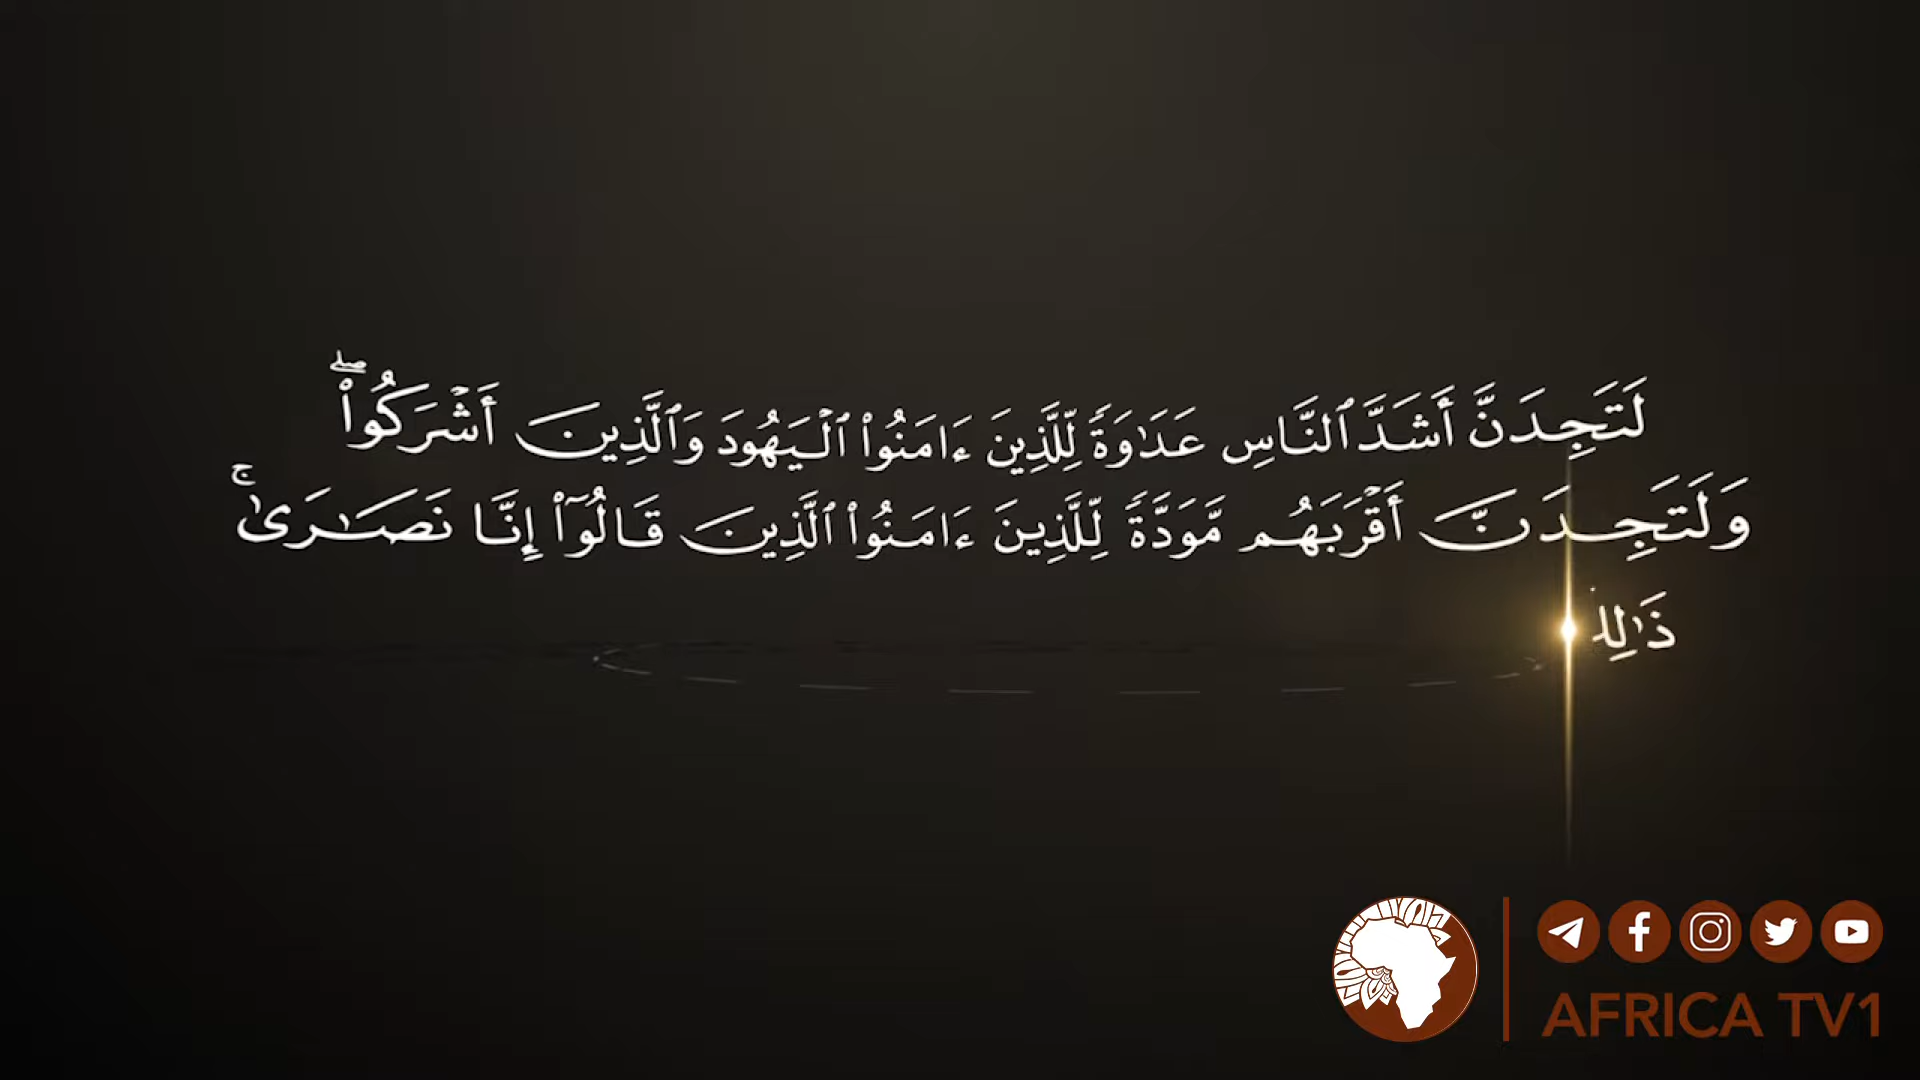 لَتَجِدَنَّ أَشَدَّ ٱلنَّاسِ عَدَٰوَةٗ لِّلَّذِينَ ءَامَنُواْ ٱلۡيَهُودَ وَٱلَّذِينَ أَشۡرَكُواْۖ
وَلَتَجِدَنَّ أَقۡرَبَهُم مَّوَدَّةٗ لِّلَّذِينَ ءَامَنُواْ ٱلَّذِينَ قَالُوٓاْ إِنَّا نَصَٰرَىٰۚ
AFRICA TV1